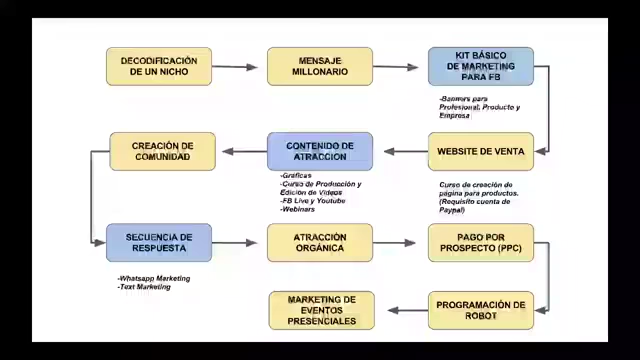 DECODIFICACIÓN
DE UN NICHO
MENSAJE
MILLONARIO
KIT BÁSICO
DE MARKETING
PARA FB
-Banners para
Profesional, Producto y
Empresa
CREACIÓN DE
COMUNIDAD
CONTENIDO DE
ATRACCION
WEBSITE DE VENTA
-Graficas
-Curso de Producción y
Edicion de Videos
-FB Live y Youtube
-Webinars
Curso de creación de
página para productos.
(Requisito cuenta de
Paypal)
SECUENCIA DE
RESPUESTA
ATRACCIÓN
ORGÁNICA
PAGO POR
PROSPECTO (PPC)
-Whatsapp Marketing
-Text Marketing
MARKETING DE
EVENTOS
PRESENCIALES
PROGRAMACIÓN DE
ROBOT